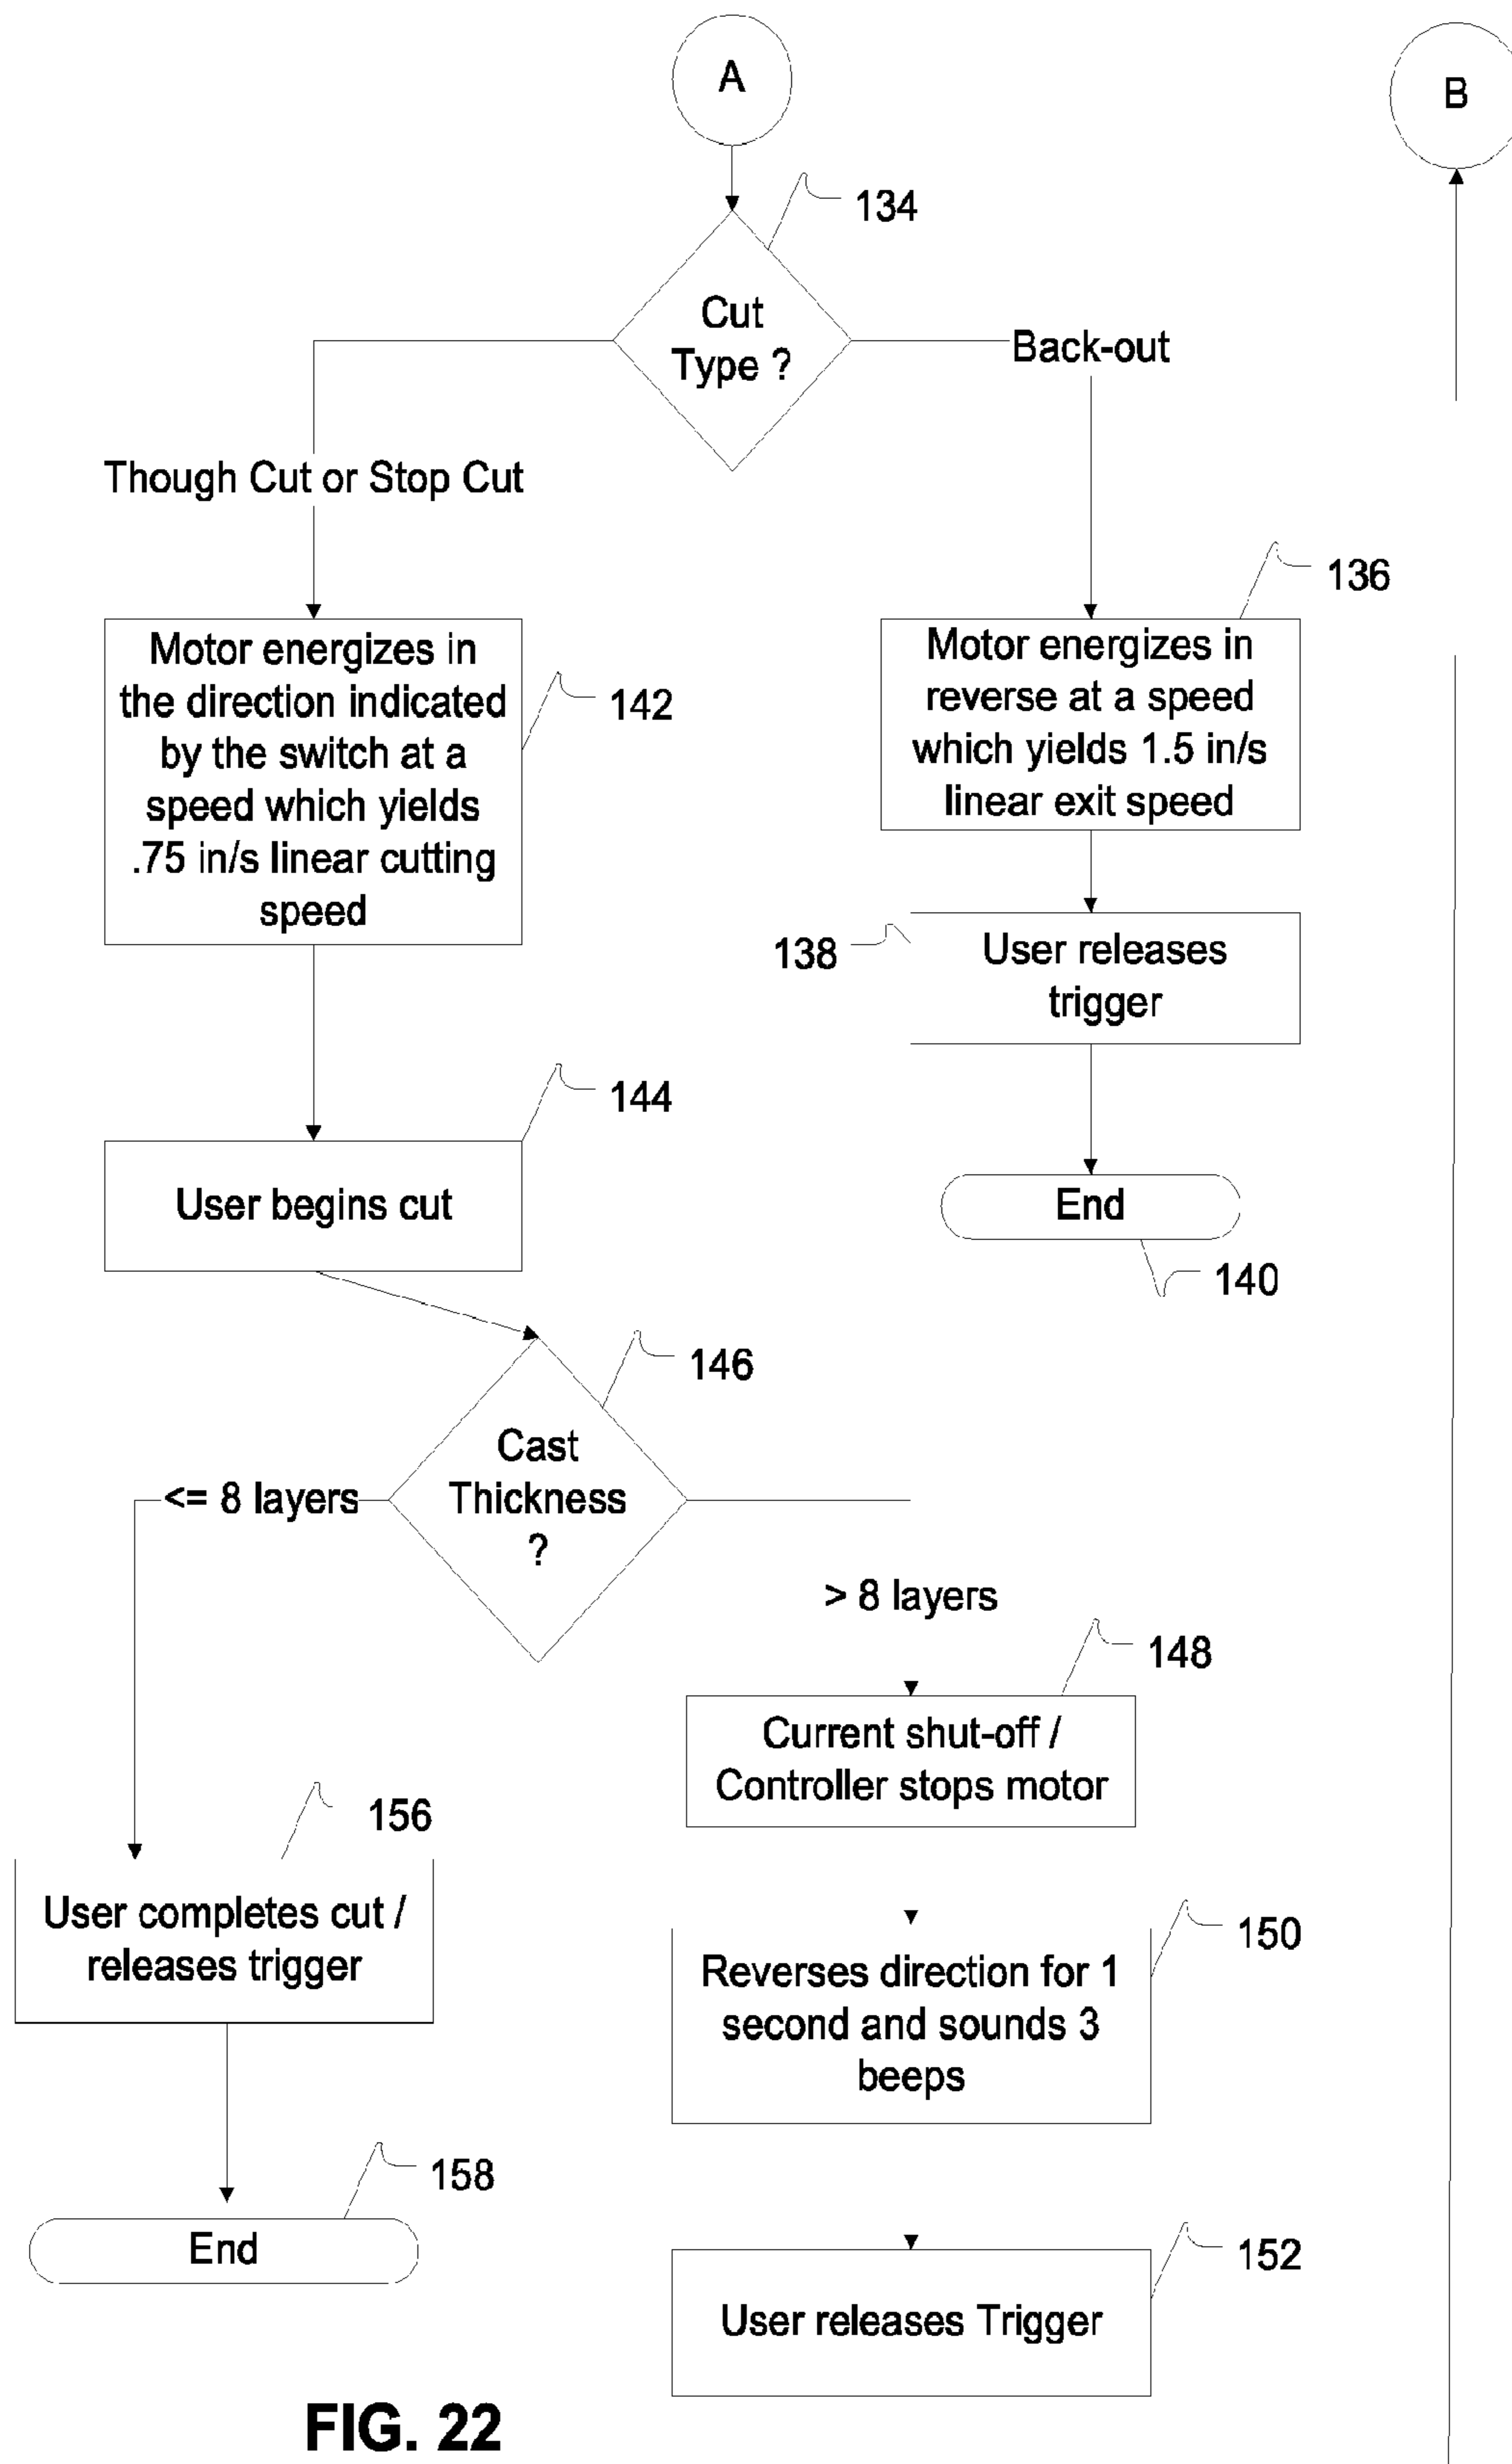 A
B
134
Cut
Type ?
Back-out
Though Cut or Stop Cut
136
Motor energizes in
the direction indicated
by the switch at a
speed which yields
.75 in/s linear cutting
speed
142
Motor energizes in
reverse at a speed
which yields 1.5 in/s
linear exit speed
138
User releases
trigger
144
User begins cut
End
140
146
Cast
Thickness
?
<= 8 layers
> 8 layers
148
Current shut-off /
Controller stops motor
156
User completes cut /
releases trigger
150
Reverses direction for 1
second and sounds 3
beeps
158
End
152
User releases Trigger
FIG. 22